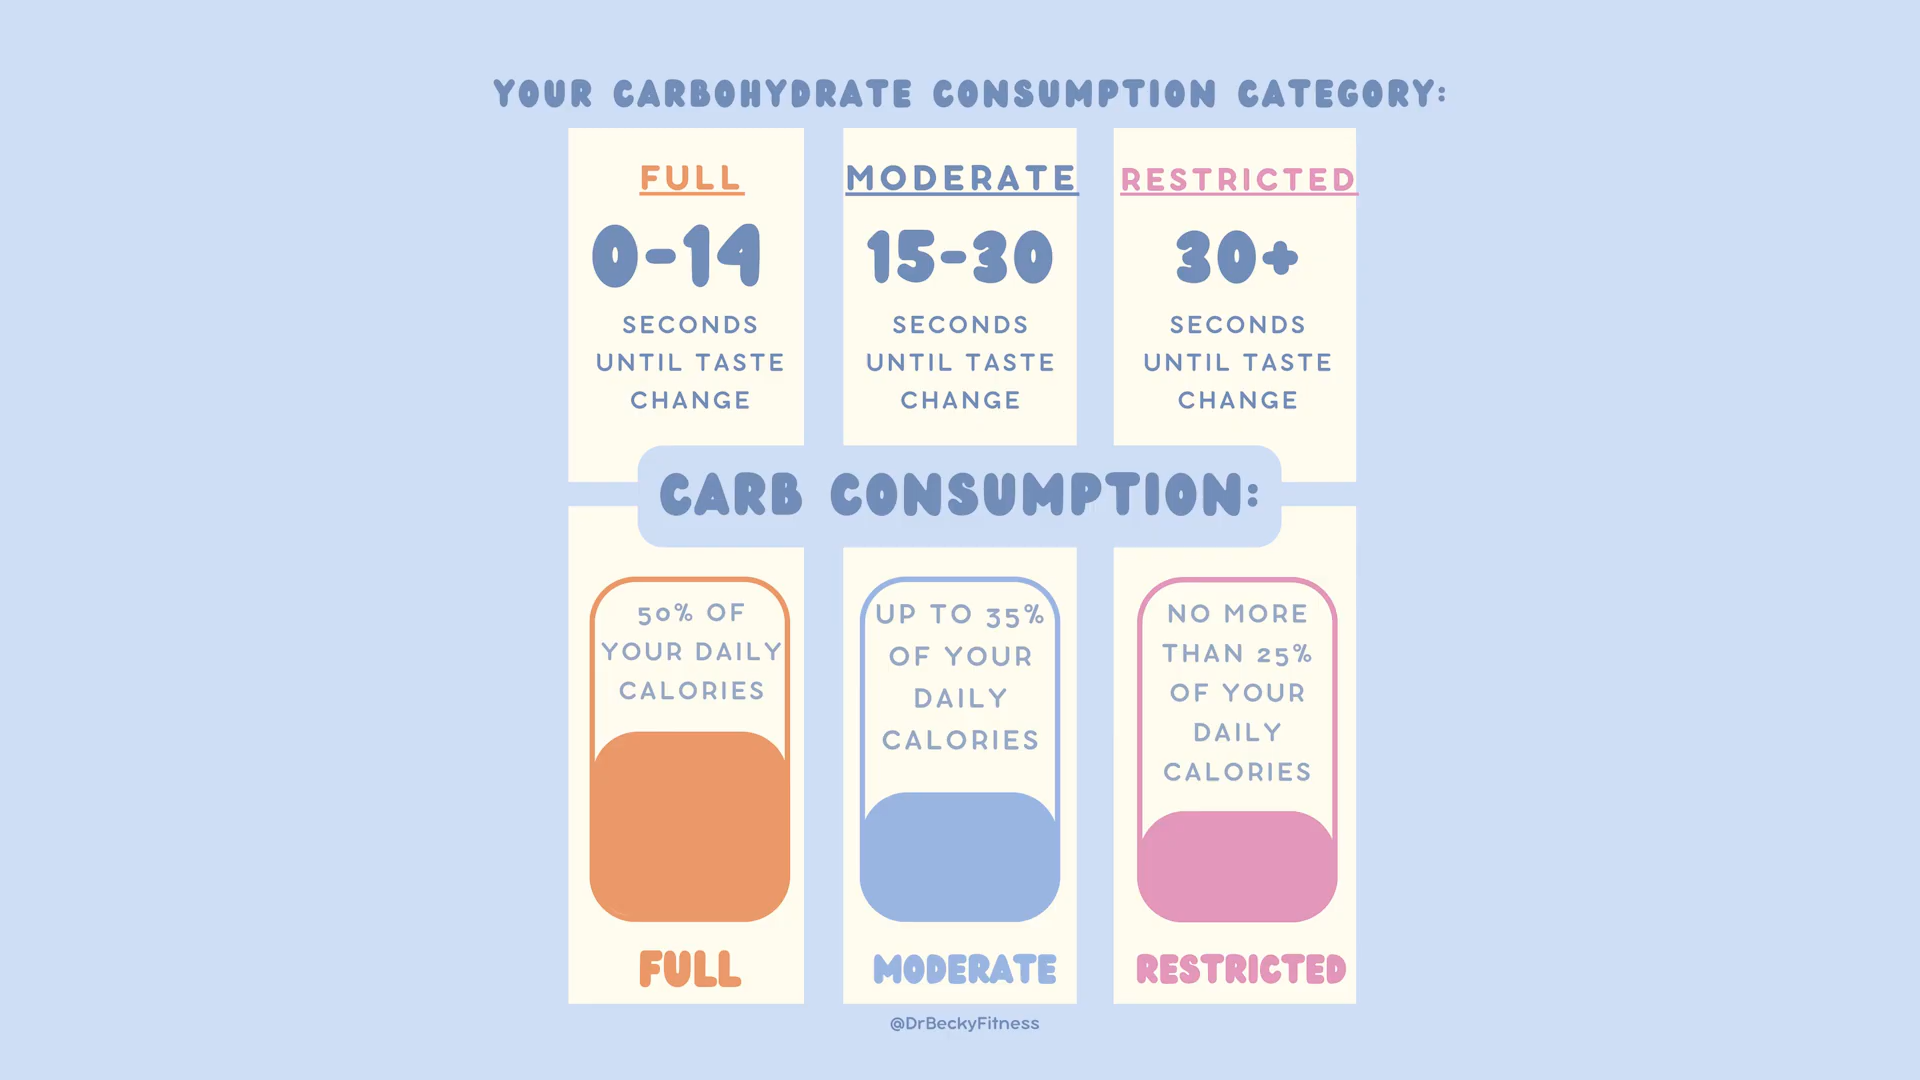 YOUR CARBOHYDRATE CONSUMPTION CATEGORY:
FULL
0-14
SECONDS
UNTIL TASTE
CHANGE
MODERATE
15-30
SECONDS
UNTIL TASTE
CHANGE
RESTRICTED
30+
SECONDS
UNTIL TASTE
CHANGE
CARB CONSUMPTION:
50% OF
YOUR DAILY
CALORIES
FULL
UP TO 35%
OF YOUR
DAILY
CALORIES
MODERATE
NO MORE
THAN 25%
OF YOUR
DAILY
CALORIES
RESTRICTED
@DrBeckyFitness